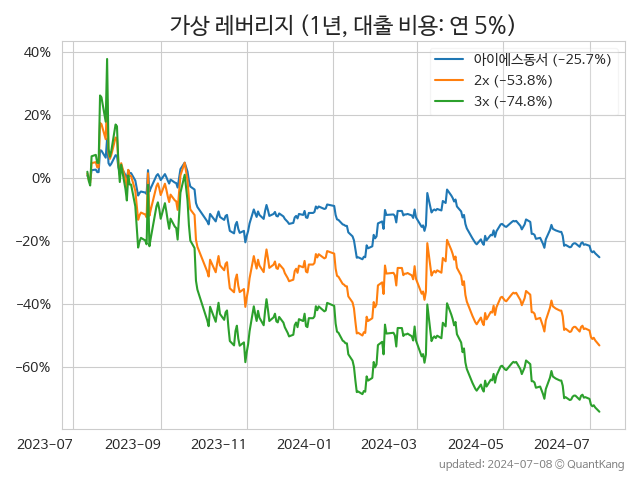 가상 레버리지 (1년, 대출 비용: 연 5%)
40%
20%
0%
−20%
−40%
−60%
아이에스동서 (-25.7%)
2x (-53.8%)
3x (-74.8%)
2023-07
2023-09
2023-11
2024-01
2024-03
2024-05
2024-07
updated: 2024-07-08 © QuantKang